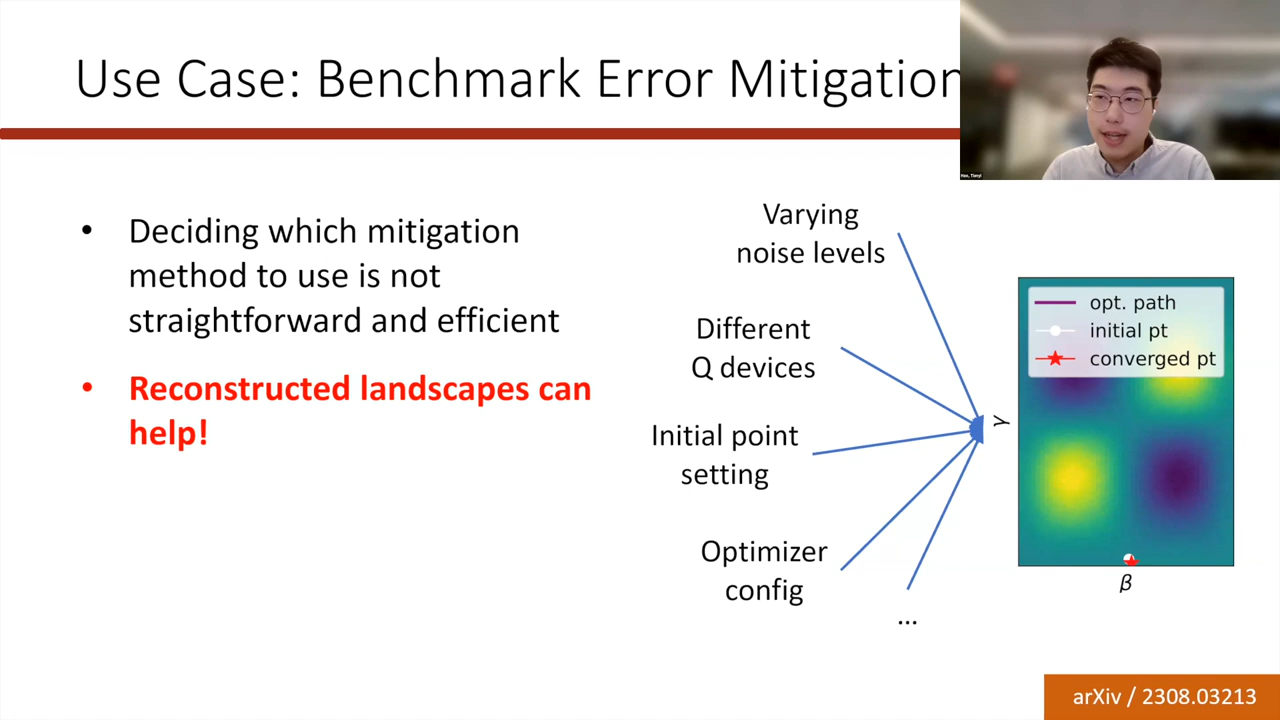 Use Case: Benchmark Error Mitigation
Hao, Tianyi
• Deciding which mitigation
method to use is not
straightforward and efficient
• Reconstructed landscapes can
help!
Varying
noise levels
Different
Q devices
Initial point
setting
Optimizer
config
...
opt. path
initial pt
converged pt
γ
β
arXiv / 2308.03213